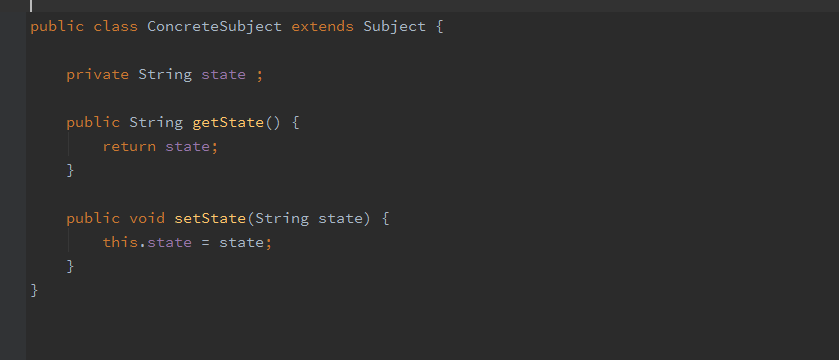 public class ConcreteSubject extends Subject {
private String state ;
public String getState() {
return state;
}
public void setState(String state) {
this.state = state;
}
}